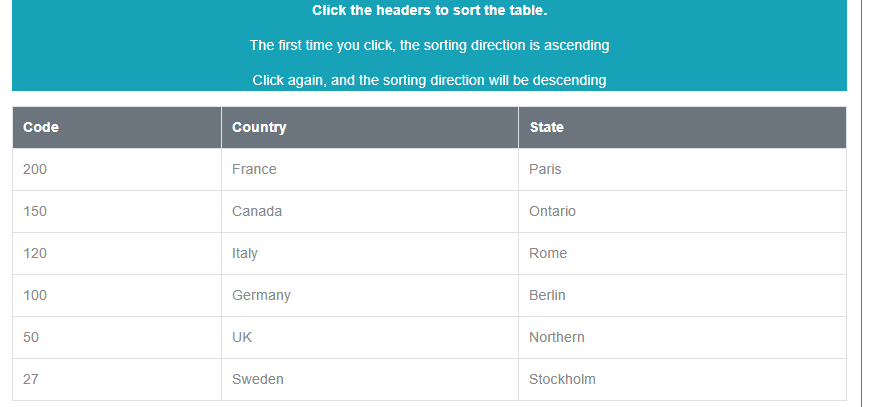 Click the headers to sort the table.
The first time you click, the sorting direction is ascending
Click again, and the sorting direction will be descending
Code Country State
200 France Paris
150 Canada Ontario
120 Italy Rome
100 Germany Berlin
50 UK Northern
27 Sweden Stockholm